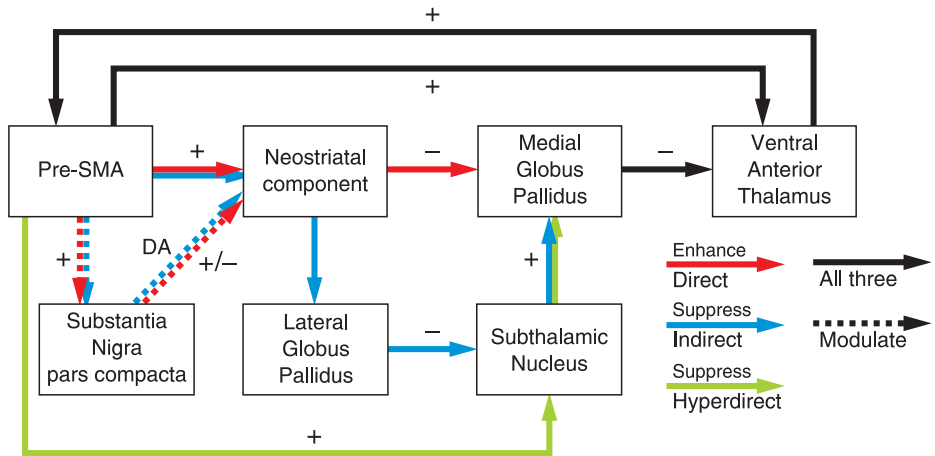 +
+
Pre-SMA
+
Neostriatal
component
–
Medial
Globus
Pallidus
–
Ventral
Anterior
Thalamus
+
DA
+/–
+
Enhance
Direct
All three
Substantia
Nigra
pars compacta
Lateral
Globus
Pallidus
–
Subthalamic
Nucleus
Suppress
Indirect
Modulate
Suppress
Hyperdirect
+